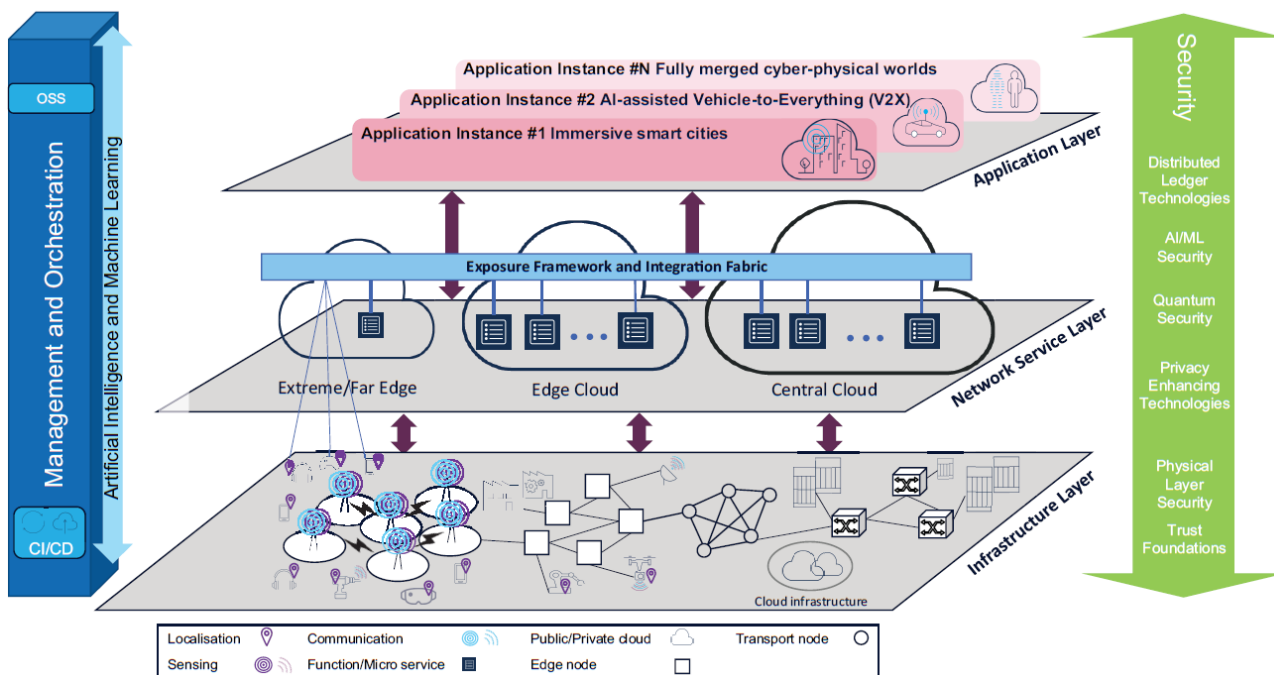 Management and Orchestration
OSS
CI/CD
Artificial Intelligence and Machine Learning
Application Instance #N Fully merged cyber-physical worlds
Application Instance #2 AI-assisted Vehicle-to-Everything (V2X)
Application Instance #1 Immersive smart cities
Application Layer
Exposure Framework and Integration Fabric
Extreme/Far Edge
Edge Cloud
Central Cloud
Network Service Layer
Cloud infrastructure
Infrastructure Layer
Security
Distributed
Ledger
Technologies
AI/ML
Security
Quantum
Security
Privacy
Enhancing
Technologies
Physical
Layer
Security
Trust
Foundations
Localisation
Communication
Public/Private cloud
Transport node
Sensing
Function/Micro service
Edge node